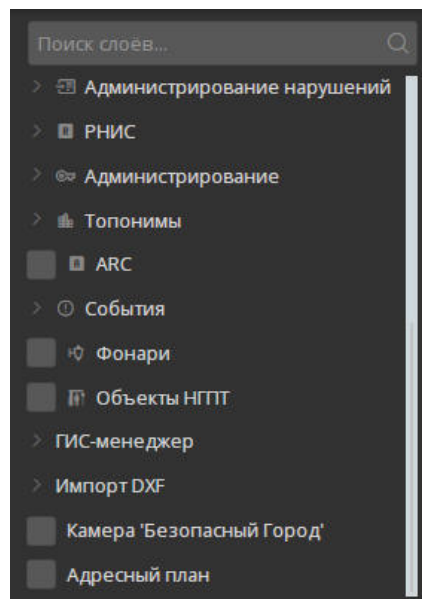 Поиск слоёв...
Администрирование нарушений
РНИС
Администрирование
Топонимы
ARC
События
Фонари
Объекты НГПТ
ГИС-менеджер
Импорт DXF
Камера 'Безопасный Город'
Адресный план